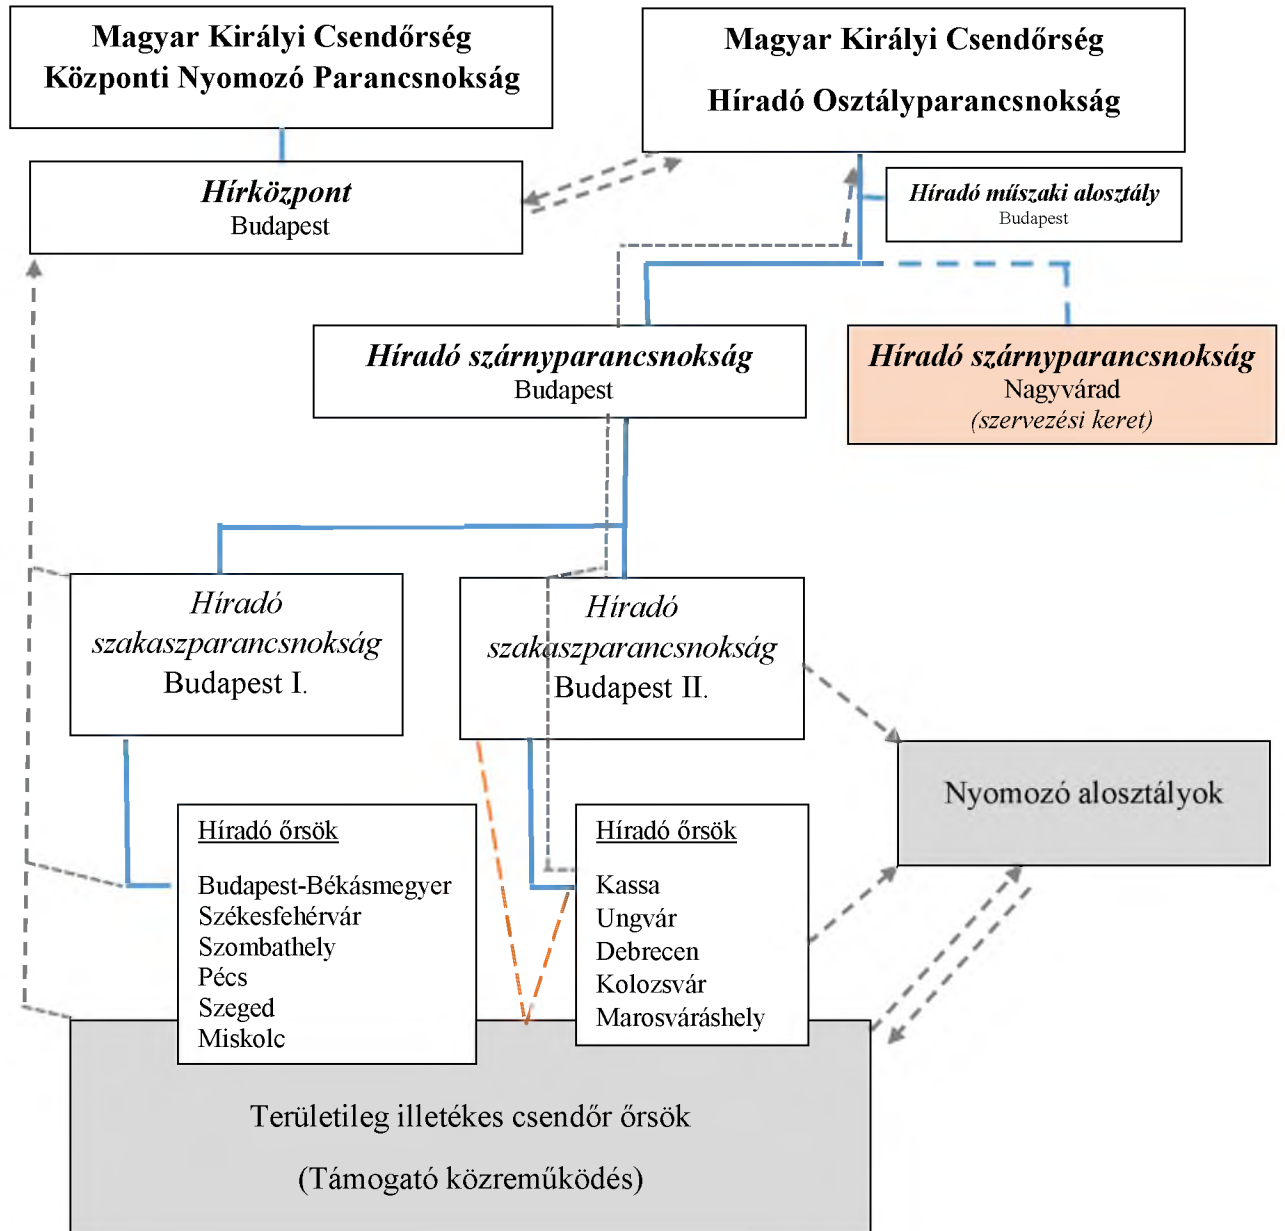 Magyar Királyi Csendőrség
Központi Nyomozó Parancsnokság
Magyar Királyi Csendőrség
Híradó Osztályparancsnokság
Hírközpont
Budapest
Híradó műszaki alosztály
Budapest
Híradó szárnyparancsnokság
Budapest
Híradó szárnyparancsnokság
Nagyvárad
(szervezési keret)
Híradó
szakaszparancsnokság
Budapest I.
Híradó
szakaszparancsnokság
Budapest II.
Nyomozó alosztályok
Híradó őrsök
Budapest-Békásmegyer
Székesfehérvár
Szombathely
Pécs
Szeged
Miskolc
Híradó őrsök
Kassa
Ungvár
Debrecen
Kolozsvár
Marosváráshely
Területileg illetékes csendőr őrsök
(Támogató közreműködés)